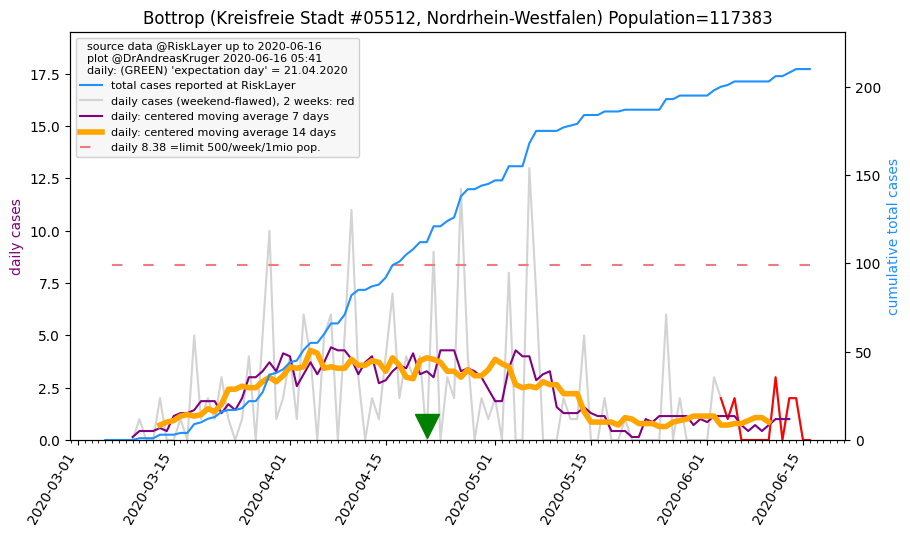 Bottrop (Kreisfreie Stadt #05512, Nordrhein-Westfalen) Population=117383
source data @RiskLayer up to 2020-06-16
plot @DrAndreasKruger 2020-06-16 05:41
daily: (GREEN) 'expectation day' = 21.04.2020
total cases reported at RiskLayer
daily cases (weekend-flawed), 2 weeks: red
daily: centered moving average 7 days
daily: centered moving average 14 days
daily 8.38 =limit 500/week/1mio pop.
daily cases
17.5
15.0
12.5
10.0
7.5
5.0
2.5
0.0
cumulative total cases
200
150
100
50
0
2020-03-01
2020-03-15
2020-04-01
2020-04-15
2020-05-01
2020-05-15
2020-06-01
2020-06-15